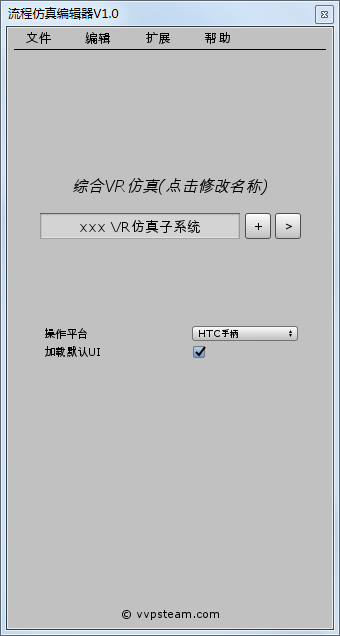 流程仿真编辑器V1.0
文件 编辑 扩展 帮助
综合VR仿真(点击修改名称)
xxx VR仿真子系统 + >
操作平台 HTC手柄
加载默认UI
© vvpsteam.com